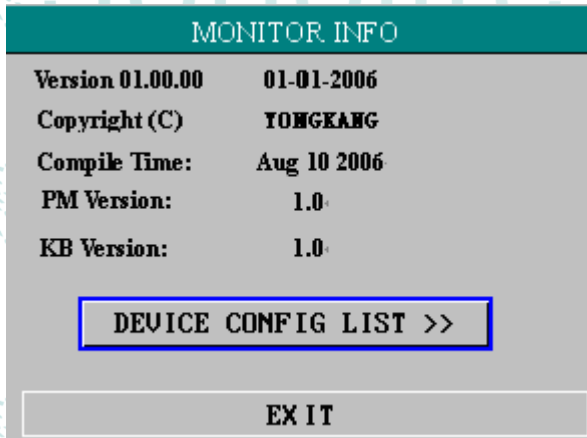 MONITOR INFO
Version 01.00.00 01-01-2006
Copyright (C) YONGKANG
Compile Time: Aug 10 2006
PM Version: 1.0
KB Version: 1.0
DEVICE CONFIG LIST >>
EXIT